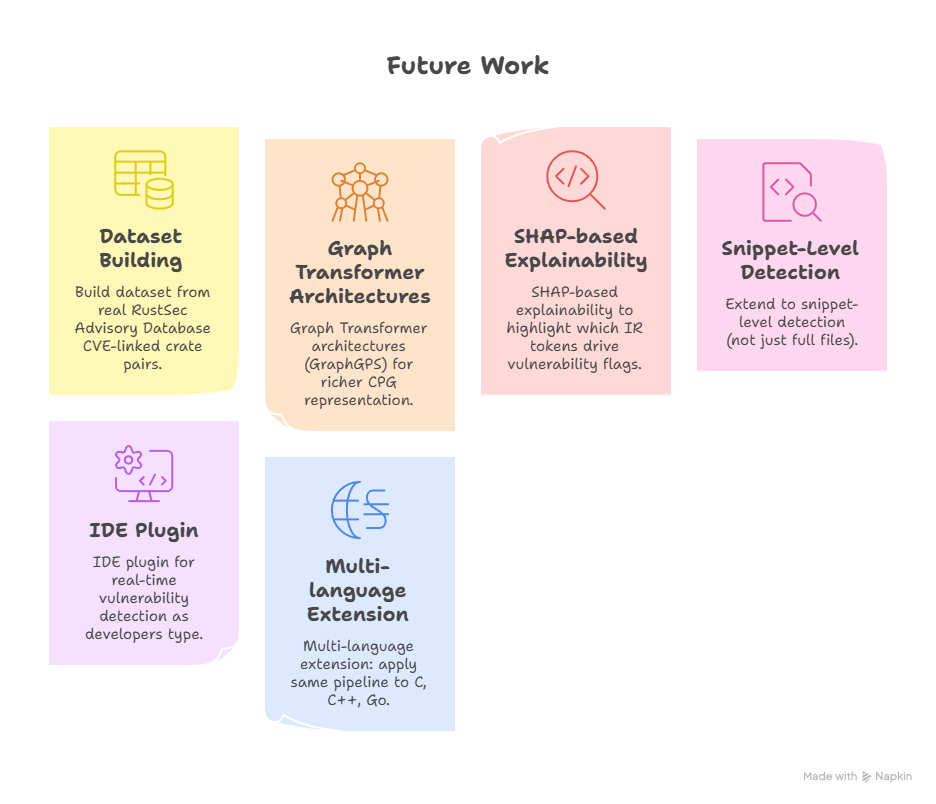 Future Work
Dataset
Building
Build dataset from
real RustSec
Advisory Database
CVE-linked crate
pairs.
Graph
Transformer
Architectures
Graph Transformer
architectures
(GraphGPS) for
richer CPG
representation.
</>
SHAP-based
Explainability
SHAP-based
explainability to
highlight which IR
tokens drive
vulnerability flags.
<>
Snippet-Level
Detection
Extend to snippet-
level detection
(not just full files).
</>
IDE Plugin
IDE plugin for
real-time
vulnerability
detection as
developers type.
Multi-
language
Extension
Multi-language
extension: apply
same pipeline to C,
C++, Go.
Made with Napkin